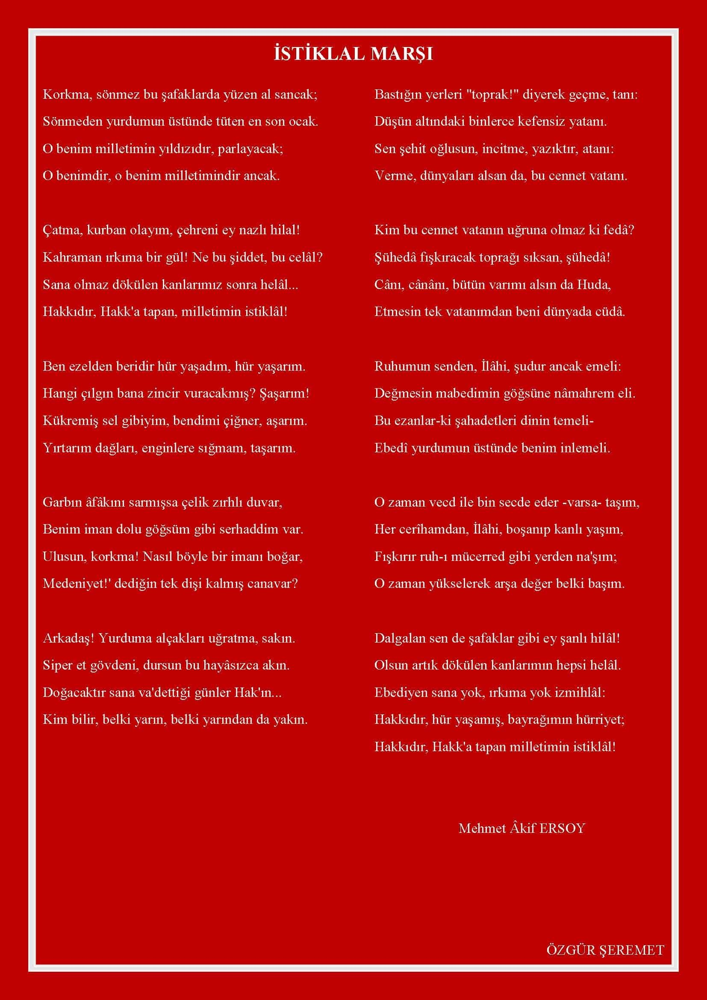 İSTİKLAL MARŞI
Korkma, sönmez bu şafaklarda yüzen al sancak;
Sönmeden yurdumun üstünde tüten en son ocak.
O benim milletimin yıldızıdır, parlayacak;
O benimdir, o benim milletimindir ancak.
Çatma, kurban olayım, çehreni ey nazlı hilal!
Kahraman ırkıma bir gül! Ne bu şiddet, bu celâl?
Sana olmaz dökülen kanlarımız sonra helâl...
Hakkıdır, Hakk'a tapan, milletimin istiklâl!
Ben ezelden beridir hür yaşadım, hür yaşarım.
Hangi çılgın bana zincir vuracakmış? Şaşarım!
Kükremiş sel gibiyim, bendimi çiğner, aşarım.
Yırtarım dağları, enginlere sığmam, taşarım.
Garbın âfâkını sarmışsa çelik zırhlı duvar,
Benim iman dolu göğsüm gibi serhaddim var.
Ulusun, korkma! Nasıl böyle bir imanı boğar,
Medeniyet!' dediğin tek dişi kalmış canavar?
Arkadaş! Yurduma alçakları uğratma, sakın.
Siper et gövdeni, dursun bu hayâsızca akın.
Doğacaktır sana va'dettiği günler Hak'ın...
Kim bilir, belki yarın, belki yarından da yakın.
Bastığın yerleri "toprak!" diyerek geçme, tanı:
Düşün altındaki binlerce kefensiz yatanı.
Sen şehit oğlusun, incitme, yazıktır, atanı:
Verme, dünyaları alsan da, bu cennet vatanı.
Kim bu cennet vatanın uğruna olmaz ki fedâ?
Şühedâ fışkıracak toprağı sıksan, şühedâ!
Cânı, cânânı, bütün varımı alsın da Huda,
Etmesin tek vatanımdan beni dünyada cüdâ.
Ruhumun senden, İlâhi, şudur ancak emeli:
Değmesin mabedimin göğsüne nâmahrem eli.
Bu ezanlar-ki şahadetleri dinin temeli-
Ebedî yurdumun üstünde benim inlemeli.
O zaman vecd ile bin secde eder -varsa- taşım,
Her cerîhamdan, İlâhi, boşanıp kanlı yaşım,
Fışkırır ruh-ı mücerred gibi yerden na'şım;
O zaman yükselerek arşa değer belki başım.
Dalgalan sen de şafaklar gibi ey şanlı hilâl!
Olsun artık dökülen kanlarımın hepsi helâl.
Ebediyen sana yok, ırkıma yok izmihlâl:
Hakkıdır, hür yaşamış, bayrağımın hürriyet;
Hakkıdır, Hakk'a tapan milletimin istiklâl!
Mehmet Âkif ERSOY
ÖZGÜR ŞEREMET